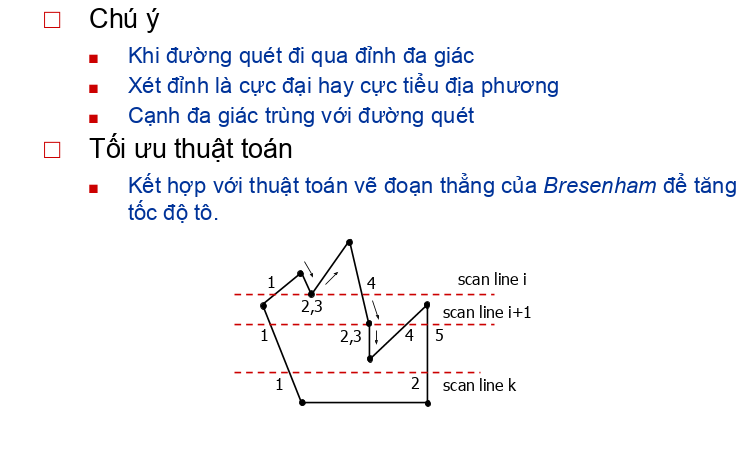 Chú ý
Khi đường quét đi qua đỉnh đa giác
Xét đỉnh là cực đại hay cực tiểu địa phương
Cạnh đa giác trùng với đường quét
Tối ưu thuật toán
Kết hợp với thuật toán vẽ đoạn thẳng của Bresenham để tăng
tốc độ tô.
1
4
scan line i
2,3
scan line i+1
1
2,3
4
5
1
2
scan line k